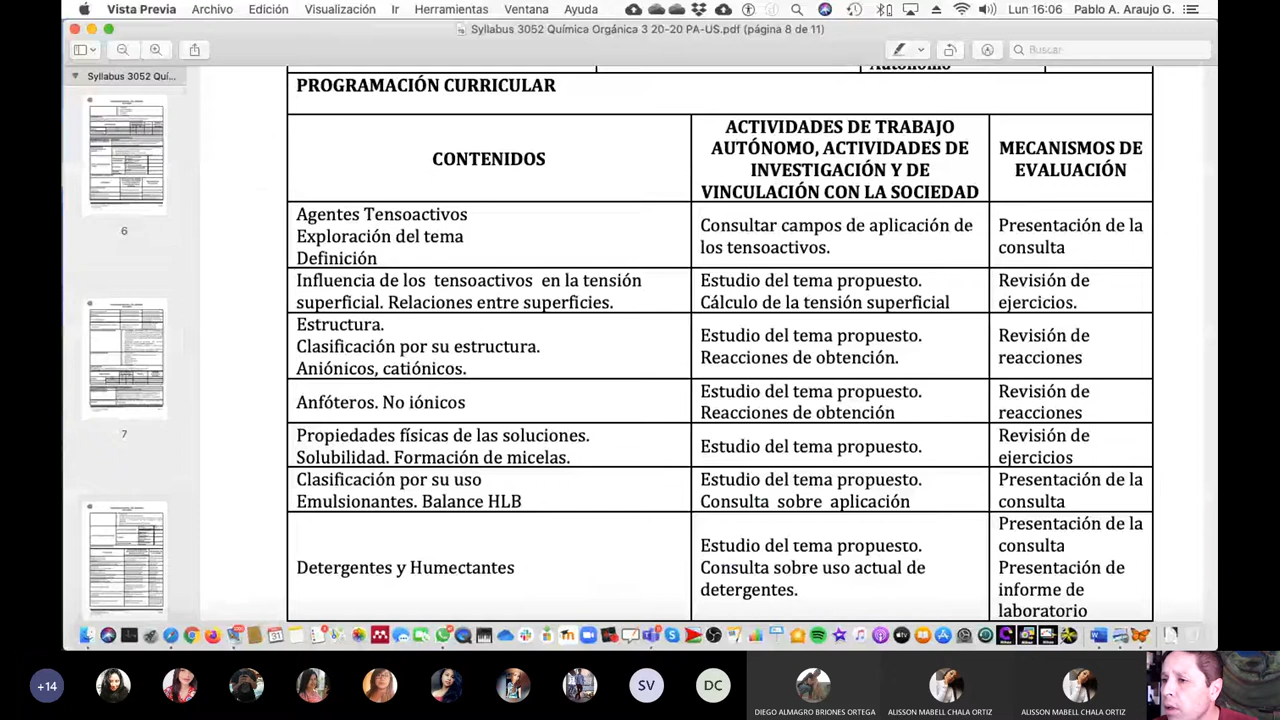 Vista Previa Archivo Edición Visualización Ir Herramientas Ventana Ayuda Lun 16:06 Pablo A. Araujo G.
Syllabus 3052 Química Orgánica 3 20-20 PA-US.pdf (página 8 de 11)
Buscar
Syllabus 3052 Quí...
6
7
Autónomo
PROGRAMACIÓN CURRICULAR
CONTENIDOS
ACTIVIDADES DE TRABAJO
AUTÓNOMO, ACTIVIDADES DE
INVESTIGACIÓN Y DE
VINCULACIÓN CON LA SOCIEDAD
MECANISMOS DE
EVALUACIÓN
Agentes Tensoactivos
Exploración del tema
Definición
Consultar campos de aplicación de
los tensoactivos.
Presentación de la
consulta
Influencia de los tensoactivos en la tensión
superficial. Relaciones entre superficies.
Estudio del tema propuesto.
Cálculo de la tensión superficial
Revisión de
ejercicios.
Estructura.
Clasificación por su estructura.
Aniónicos, catiónicos.
Estudio del tema propuesto.
Reacciones de obtención.
Revisión de
reacciones
Anfóteros. No iónicos
Estudio del tema propuesto.
Reacciones de obtención
Revisión de
reacciones
Propiedades físicas de las soluciones.
Solubilidad. Formación de micelas.
Estudio del tema propuesto.
Revisión de
ejercicios
Clasificación por su uso
Emulsionantes. Balance HLB
Estudio del tema propuesto.
Consulta sobre aplicación
Presentación de la
consulta
Detergentes y Humectantes
Estudio del tema propuesto.
Consulta sobre uso actual de
detergentes.
Presentación de la
consulta
Presentación de
informe de
laboratorio
+14
SV
DC
DIEGO ALMAGRO BRIONES ORTEGA
ALISSON MABELL CHALA ORTIZ
ALISSON MABELL CHALA ORTIZ